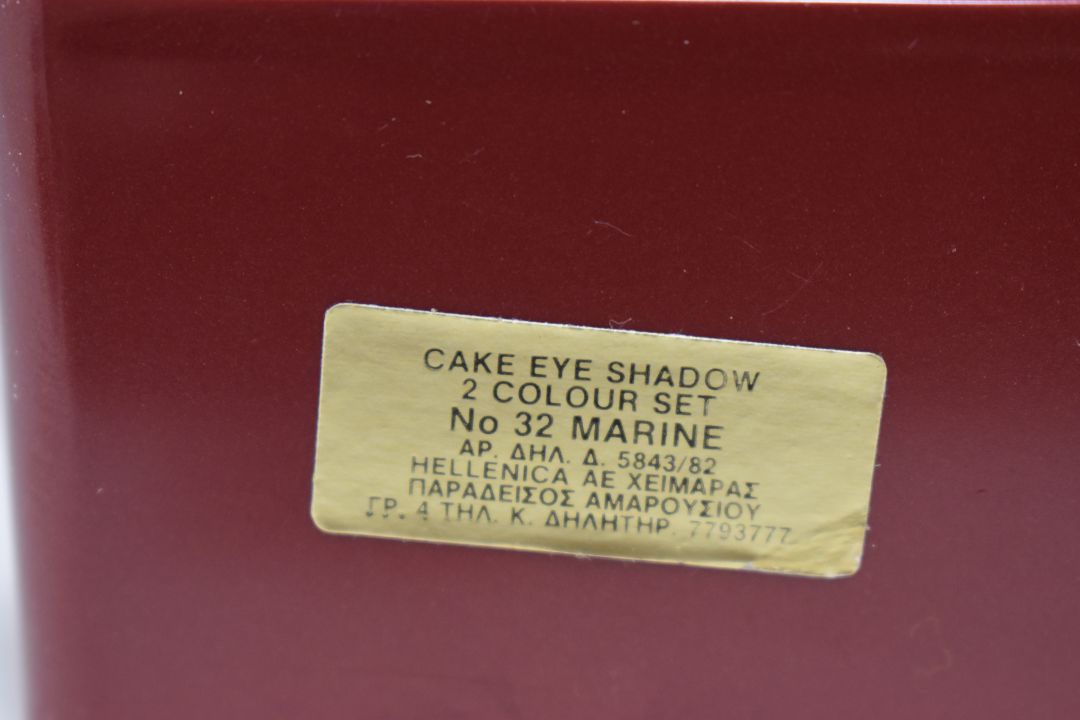 CAKE EYE SHADOW
2 COLOUR SET
No 32 MARINE
ΑΡ. ΔΗΛ. Δ. 5843/82
HELLENICA AE ΧΕΙΜΑΡΑΣ
ΠΑΡΑΔΕΙΣΟΣ ΑΜΑΡΟΥΣΙΟΥ
ΓΡ. 4 ΤΗΛ. Κ. ΔΗΛΗΤΗΡ. 7793777